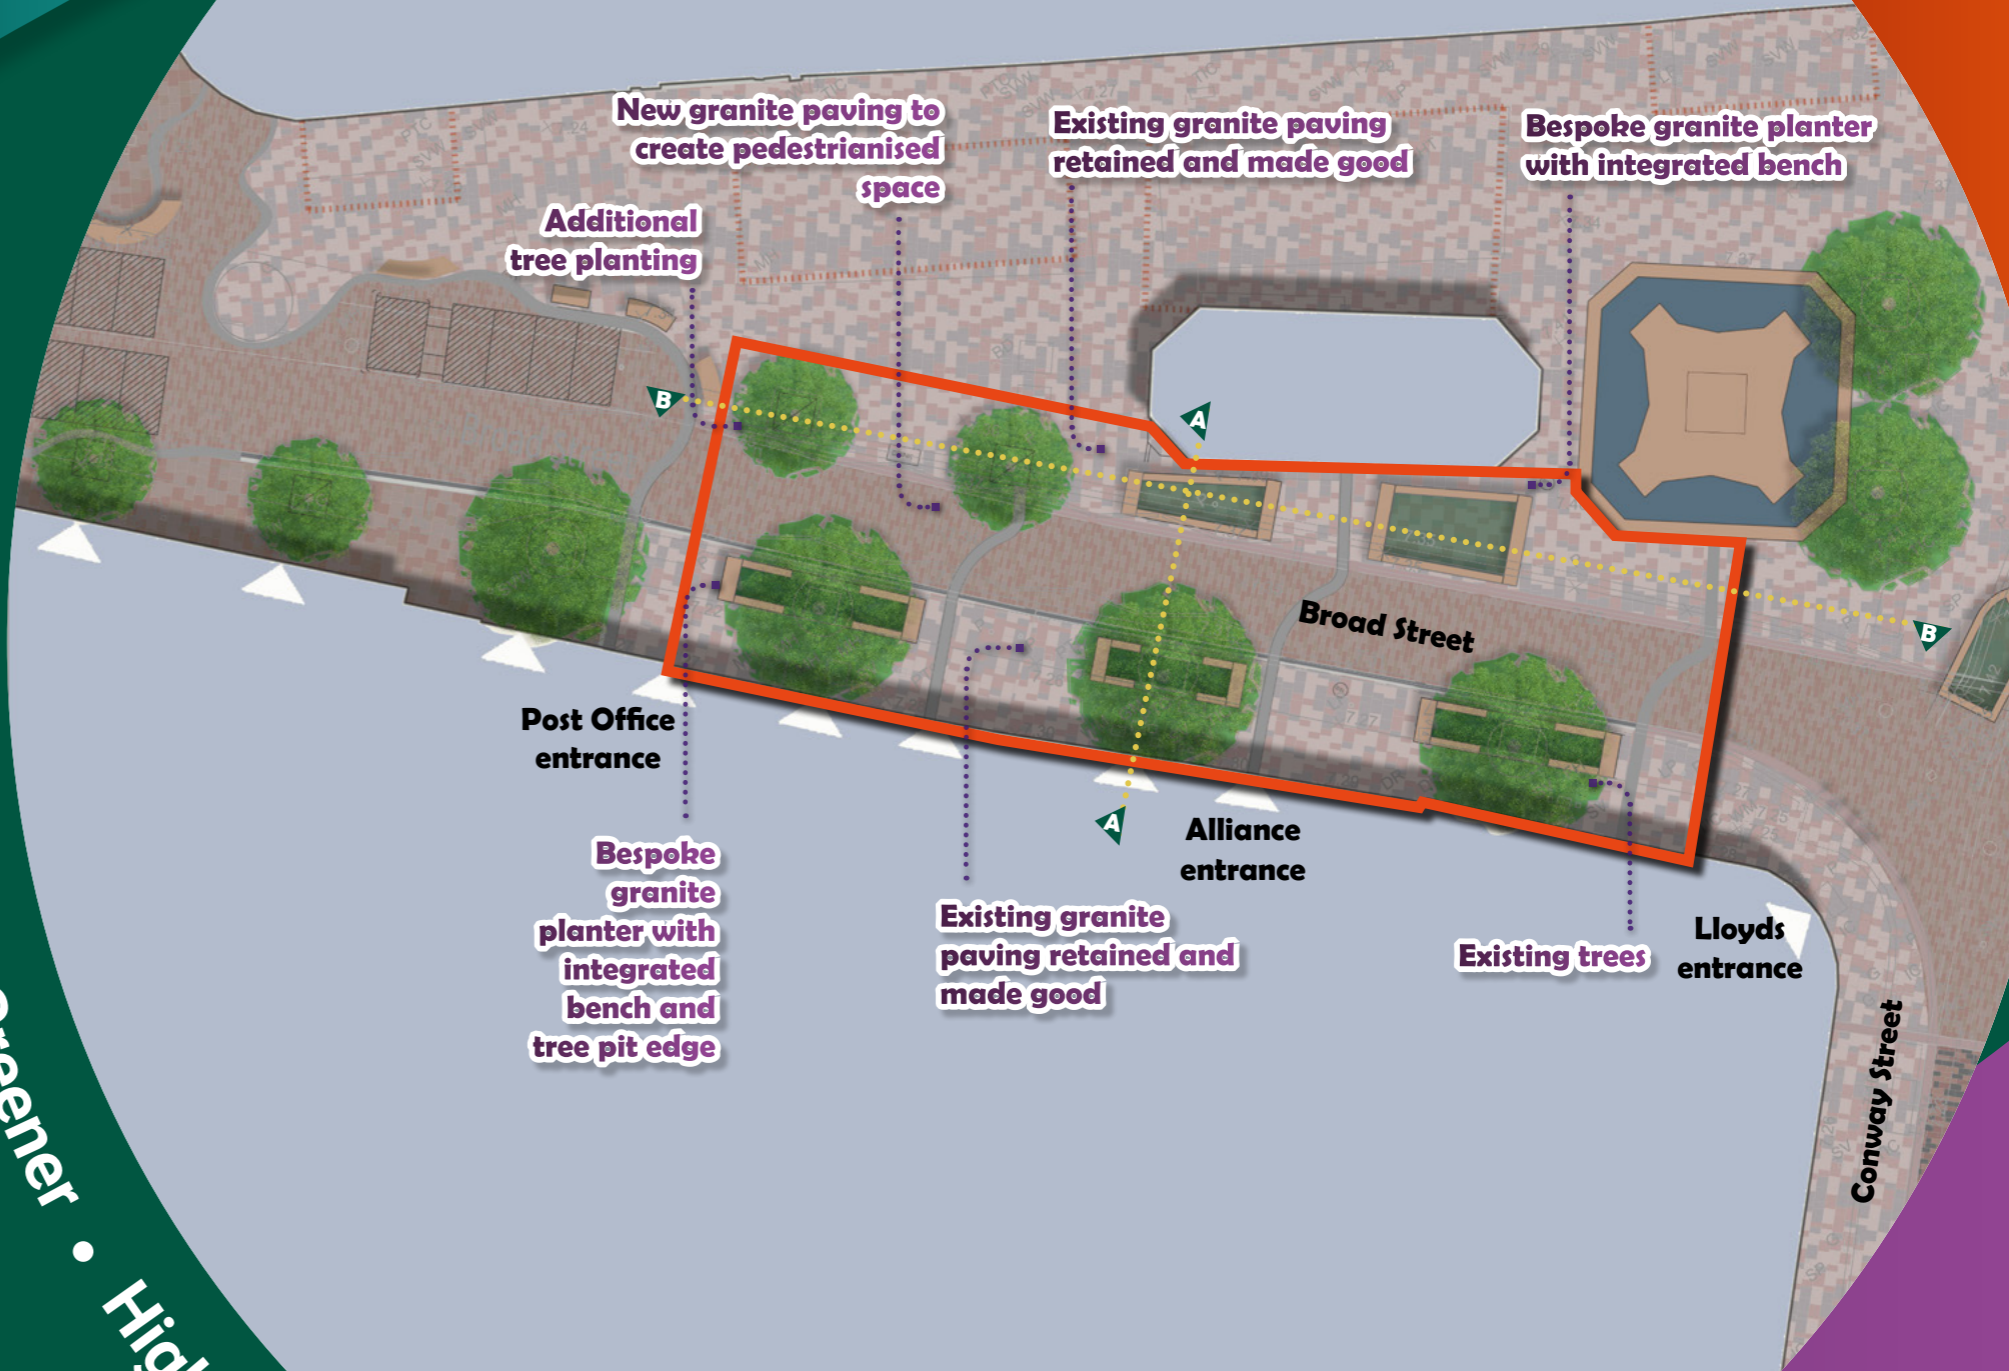 New granite paving to
create pedestrianised
space
Existing granite paving
retained and made good
Bespoke granite planter
with integrated bench
Additional
tree planting
B
A
Broad Street
B
Post Office
entrance
A
Alliance
entrance
Bespoke
granite
planter with
integrated
bench and
tree pit edge
Existing granite
paving retained and
made good
Existing trees
Lloyds
entrance
Conway Street